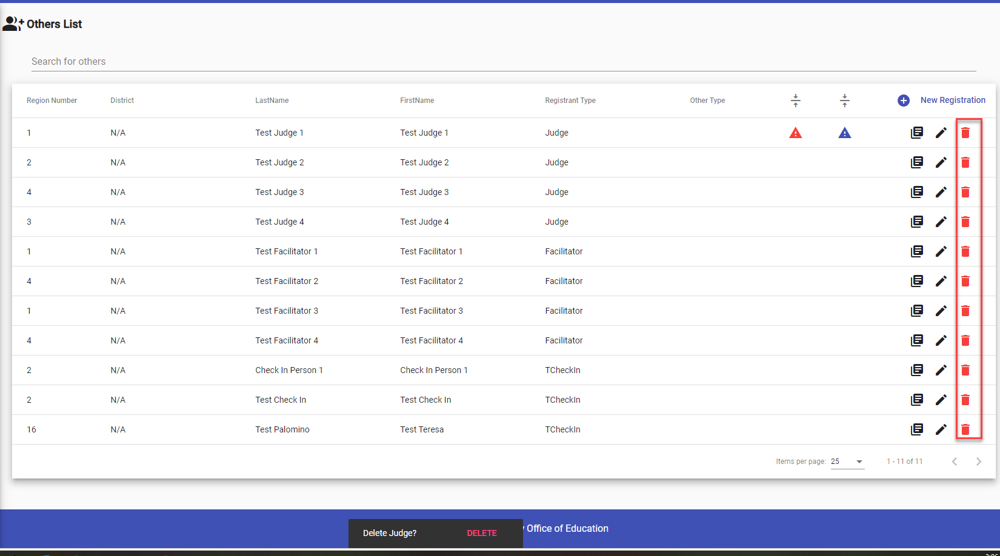 Others List
Search for others
Region Number District LastName FirstName Registrant Type Other Type New Registration
1 N/A Test Judge 1 Test Judge 1 Judge
2 N/A Test Judge 2 Test Judge 2 Judge
4 N/A Test Judge 3 Test Judge 3 Judge
3 N/A Test Judge 4 Test Judge 4 Judge
1 N/A Test Facilitator 1 Test Facilitator 1 Facilitator
4 N/A Test Facilitator 2 Test Facilitator 2 Facilitator
1 N/A Test Facilitator 3 Test Facilitator 3 Facilitator
4 N/A Test Facilitator 4 Test Facilitator 4 Facilitator
2 N/A Check In Person 1 Check In Person 1 TCheckIn
2 N/A Test Check In Test Check In TCheckIn
16 N/A Test Palomino Test Teresa TCheckIn
Items per page: 25 1 - 11 of 11
Office of Education
Delete Judge? DELETE